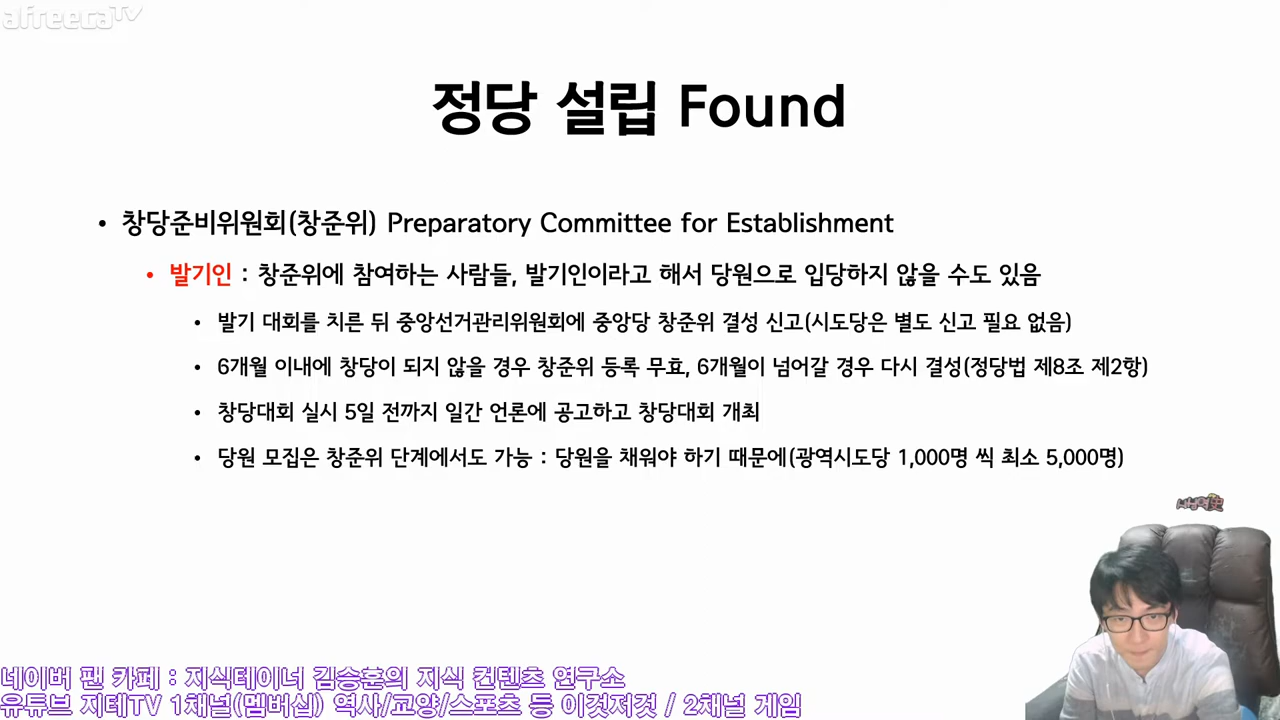 afreecaTV
정당 설립 Found
• 창당준비위원회(창준위) Preparatory Committee for Establishment
• 발기인 : 창준위에 참여하는 사람들, 발기인이라고 해서 당원으로 입당하지 않을 수도 있음
• 발기 대회를 치른 뒤 중앙선거관리위원회에 중앙당 창준위 결성 신고(시도당은 별도 신고 필요 없음)
• 6개월 이내에 창당이 되지 않을 경우 창준위 등록 무효, 6개월이 넘어갈 경우 다시 결성(정당법 제8조 제2항)
• 창당대회 실시 5일 전까지 일간 언론에 공고하고 창당대회 개최
• 당원 모집은 창준위 단계에서도 가능 : 당원을 채워야 하기 때문에(광역시도당 1,000명 씩 최소 5,000명)
네이버 팬 카페 : 지식테이너 김승훈의 지식 컨텐츠 연구소
유튜브 지테TV 1채널(멤버십) 역사/교양/스포츠 등 이것저것 / 2채널 게임